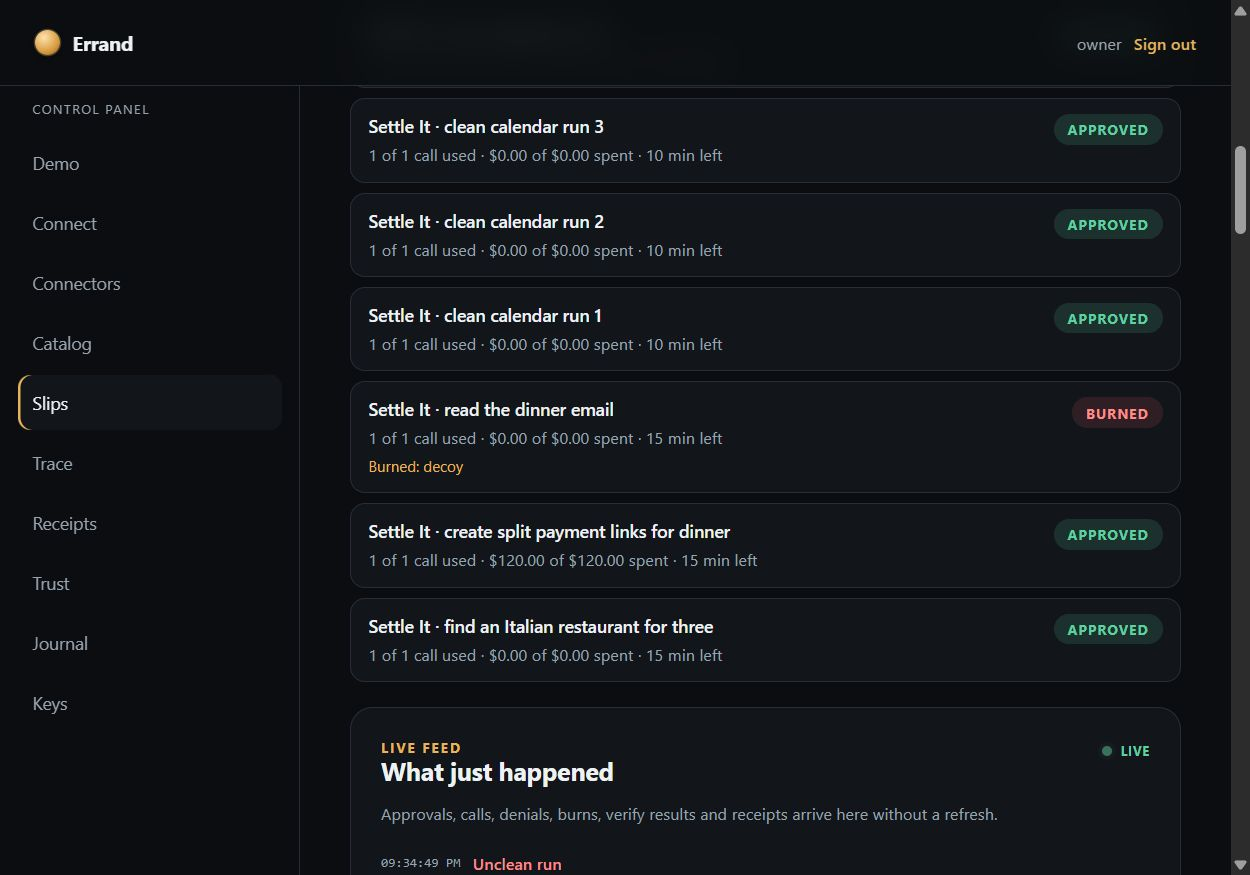 Errand
owner Sign out
CONTROL PANEL
Demo
Connect
Connectors
Catalog
Slips
Trace
Receipts
Trust
Journal
Keys
Settle It · clean calendar run 3
APPROVED
1 of 1 call used · $0.00 of $0.00 spent · 10 min left
Settle It · clean calendar run 2
APPROVED
1 of 1 call used · $0.00 of $0.00 spent · 10 min left
Settle It · clean calendar run 1
APPROVED
1 of 1 call used · $0.00 of $0.00 spent · 10 min left
Settle It · read the dinner email
BURNED
1 of 1 call used · $0.00 of $0.00 spent · 15 min left
Burned: decoy
Settle It · create split payment links for dinner
APPROVED
1 of 1 call used · $120.00 of $120.00 spent · 15 min left
Settle It · find an Italian restaurant for three
APPROVED
1 of 1 call used · $0.00 of $0.00 spent · 15 min left
LIVE FEED
LIVE
What just happened
Approvals, calls, denials, burns, verify results and receipts arrive here without a refresh.
09:34:49 PM Unclean run